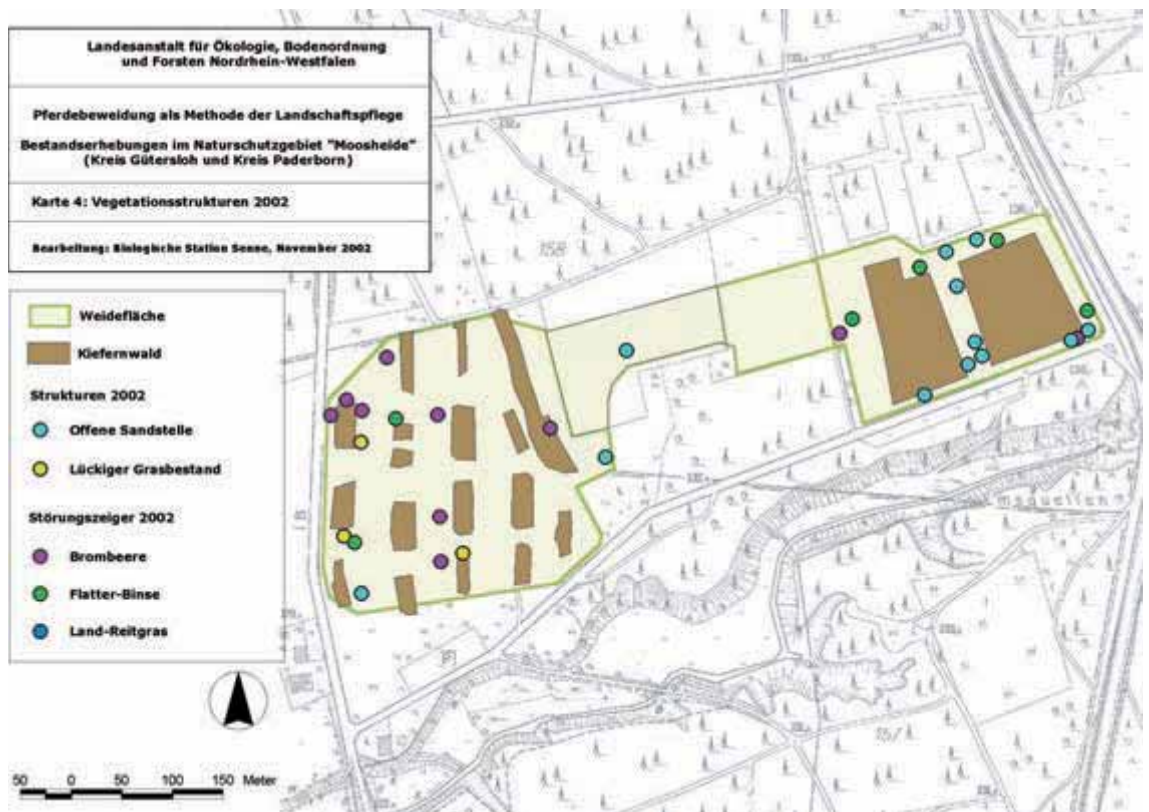 Landesanstalt für Ökologie, Bodenordnung
und Forsten Nordrhein-Westfalen
Pferdebeweidung als Methode der Landschaftspflege
Bestandserhebungen im Naturschutzgebiet "Moosheide"
(Kreis Gütersloh und Kreis Paderborn)
Karte 4: Vegetationsstrukturen 2002
Bearbeitung: Biologische Station Senne, November 2002
Weidefläche
Kiefernwald
Strukturen 2002
Offene Sandstelle
Lückiger Grasbestand
Störungszeiger 2002
Brombeere
Flatter-Binse
Land-Reitgras
158
157
50 0 50 100 150 Meter